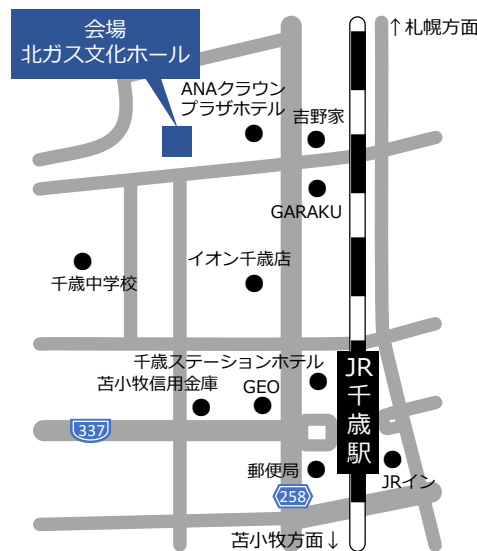 会場
北ガス文化ホール
↑札幌方面
ANAクラウン
プラザホテル
吉野家
GARAKU
イオン千歳店
千歳中学校
千歳ステーションホテル
苫小牧信用金庫
GEO
JR千歳駅
337
郵便局
258
JRイン
苫小牧方面↓